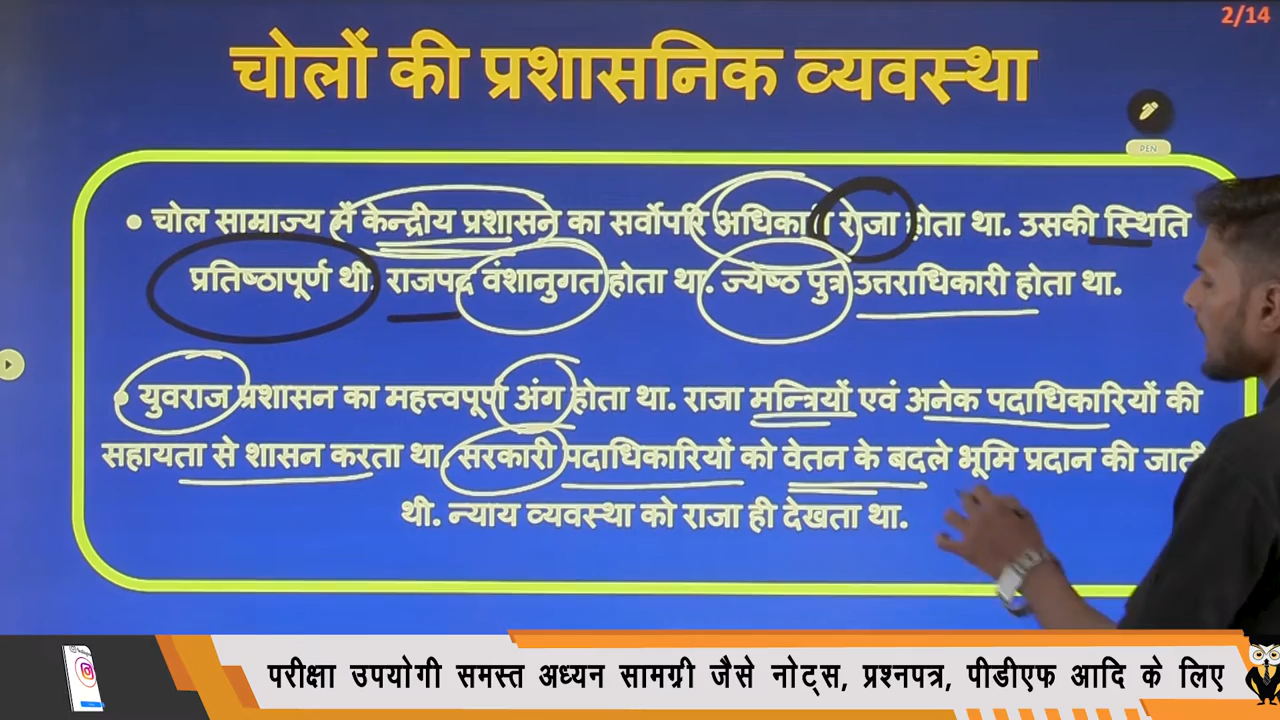 2/14
चोलों की प्रशासनिक व्यवस्था
PEN
• चोल साम्राज्य में केन्द्रीय प्रशासन का सर्वोपरि अधिकारी राजा होता था. उसकी स्थिति
प्रतिष्ठापूर्ण थी. राजपद वंशानुगत होता था. ज्येष्ठ पुत्र उत्तराधिकारी होता था.
• युवराज प्रशासन का महत्त्वपूर्ण अंग होता था. राजा मन्त्रियों एवं अनेक पदाधिकारियों की
सहायता से शासन करता था सरकारी पदाधिकारियों को वेतन के बदले भूमि प्रदान की जाती
थी. न्याय व्यवस्था को राजा ही देखता था.
परीक्षा उपयोगी समस्त अध्यन सामग्री जैसे नोट्स, प्रश्नपत्र, पीडीएफ आदि के लिए